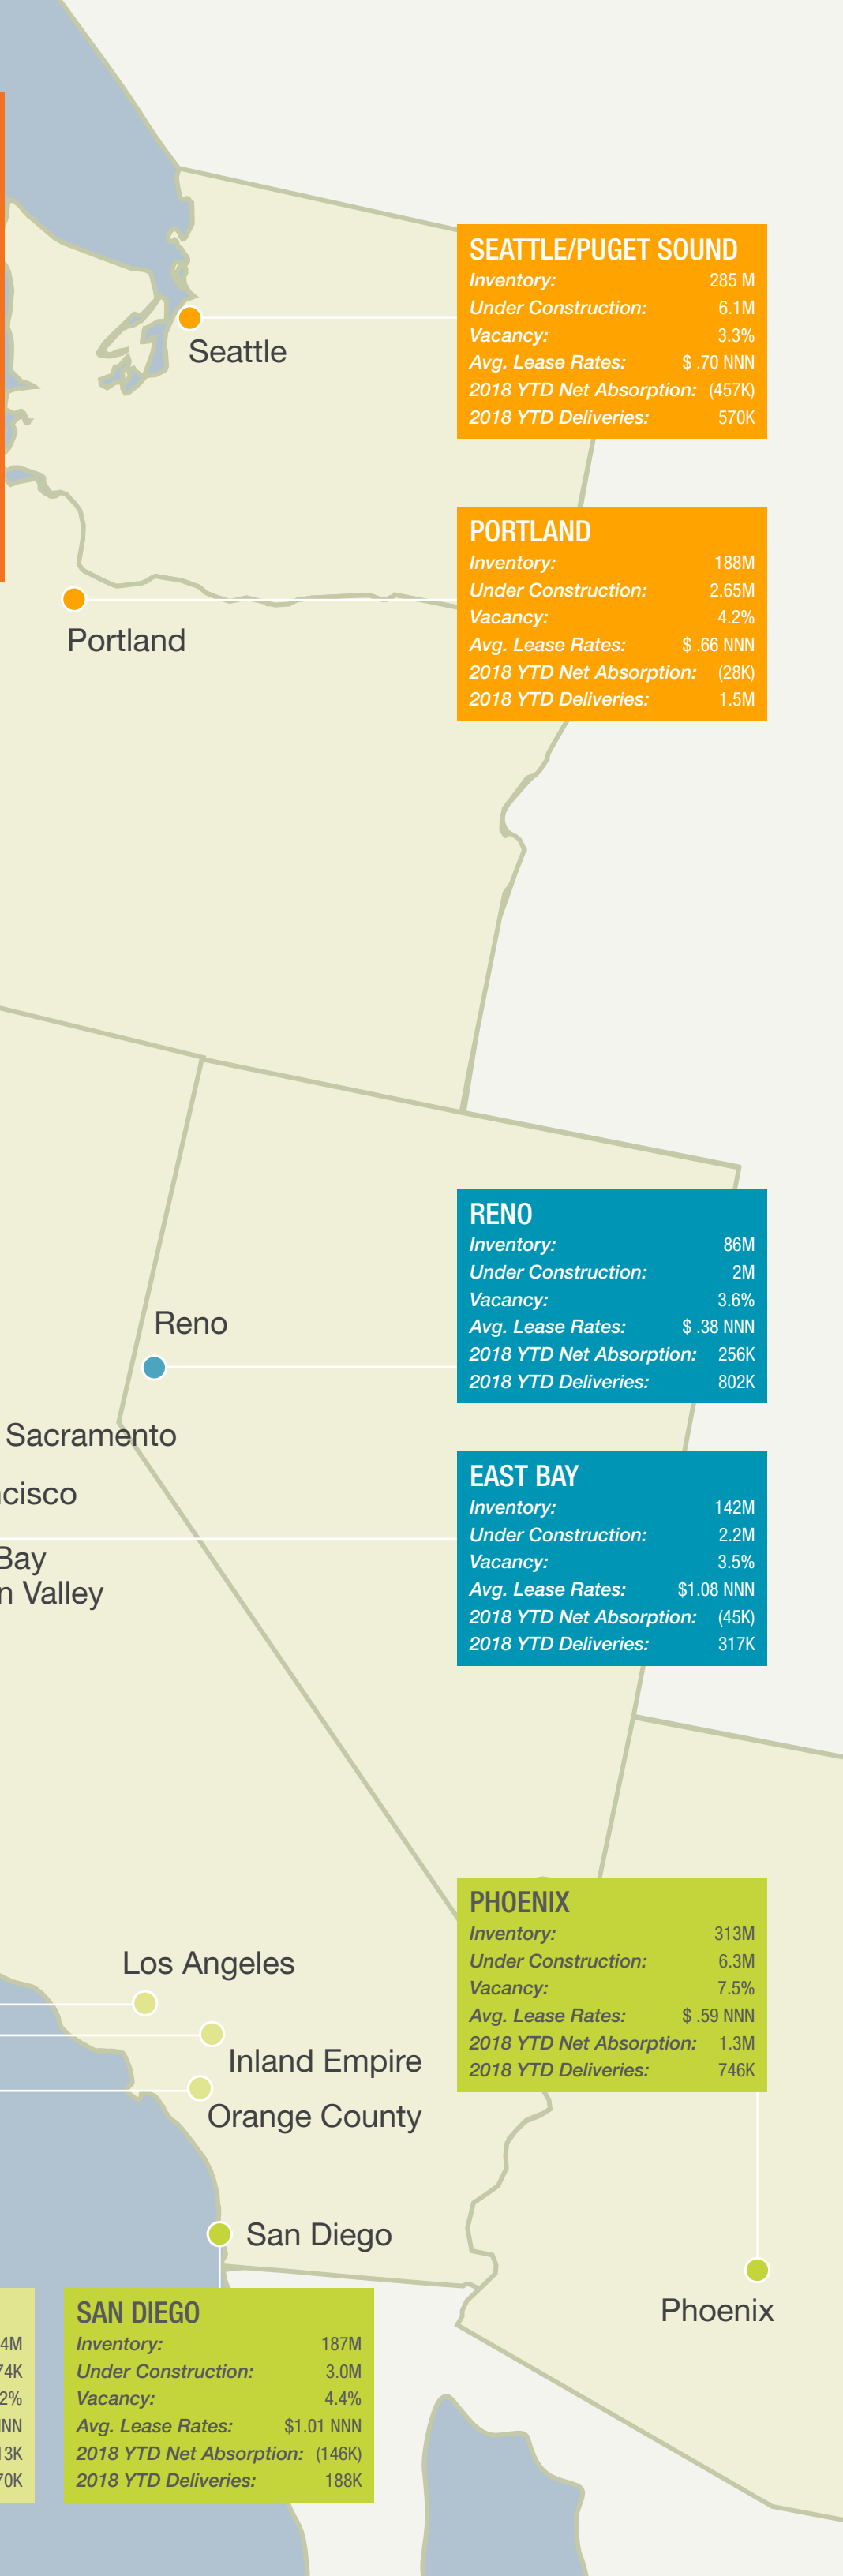 SEATTLE/PUGET SOUND
Inventory: 285 M
Under Construction: 6.1M
Vacancy: 3.3%
Avg. Lease Rates: $ .70 NNN
2018 YTD Net Absorption: (457K)
2018 YTD Deliveries: 570K
Seattle
PORTLAND
Inventory: 188M
Under Construction: 2.65M
Vacancy: 4.2%
Avg. Lease Rates: $ .66 NNN
2018 YTD Net Absorption: (28K)
2018 YTD Deliveries: 1.5M
Portland
RENO
Inventory: 86M
Under Construction: 2M
Vacancy: 3.6%
Avg. Lease Rates: $ .38 NNN
2018 YTD Net Absorption: 256K
2018 YTD Deliveries: 802K
Reno
Sacramento
cisco
Bay
n Valley
EAST BAY
Inventory: 142M
Under Construction: 2.2M
Vacancy: 3.5%
Avg. Lease Rates: $1.08 NNN
2018 YTD Net Absorption: (45K)
2018 YTD Deliveries: 317K
PHOENIX
Inventory: 313M
Under Construction: 6.3M
Vacancy: 7.5%
Avg. Lease Rates: $ .59 NNN
2018 YTD Net Absorption: 1.3M
2018 YTD Deliveries: 746K
Los Angeles
Inland Empire
Orange County
San Diego
Phoenix
4M
74K
2%
NNN
13K
70K
SAN DIEGO
Inventory: 187M
Under Construction: 3.0M
Vacancy: 4.4%
Avg. Lease Rates: $1.01 NNN
2018 YTD Net Absorption: (146K)
2018 YTD Deliveries: 188K